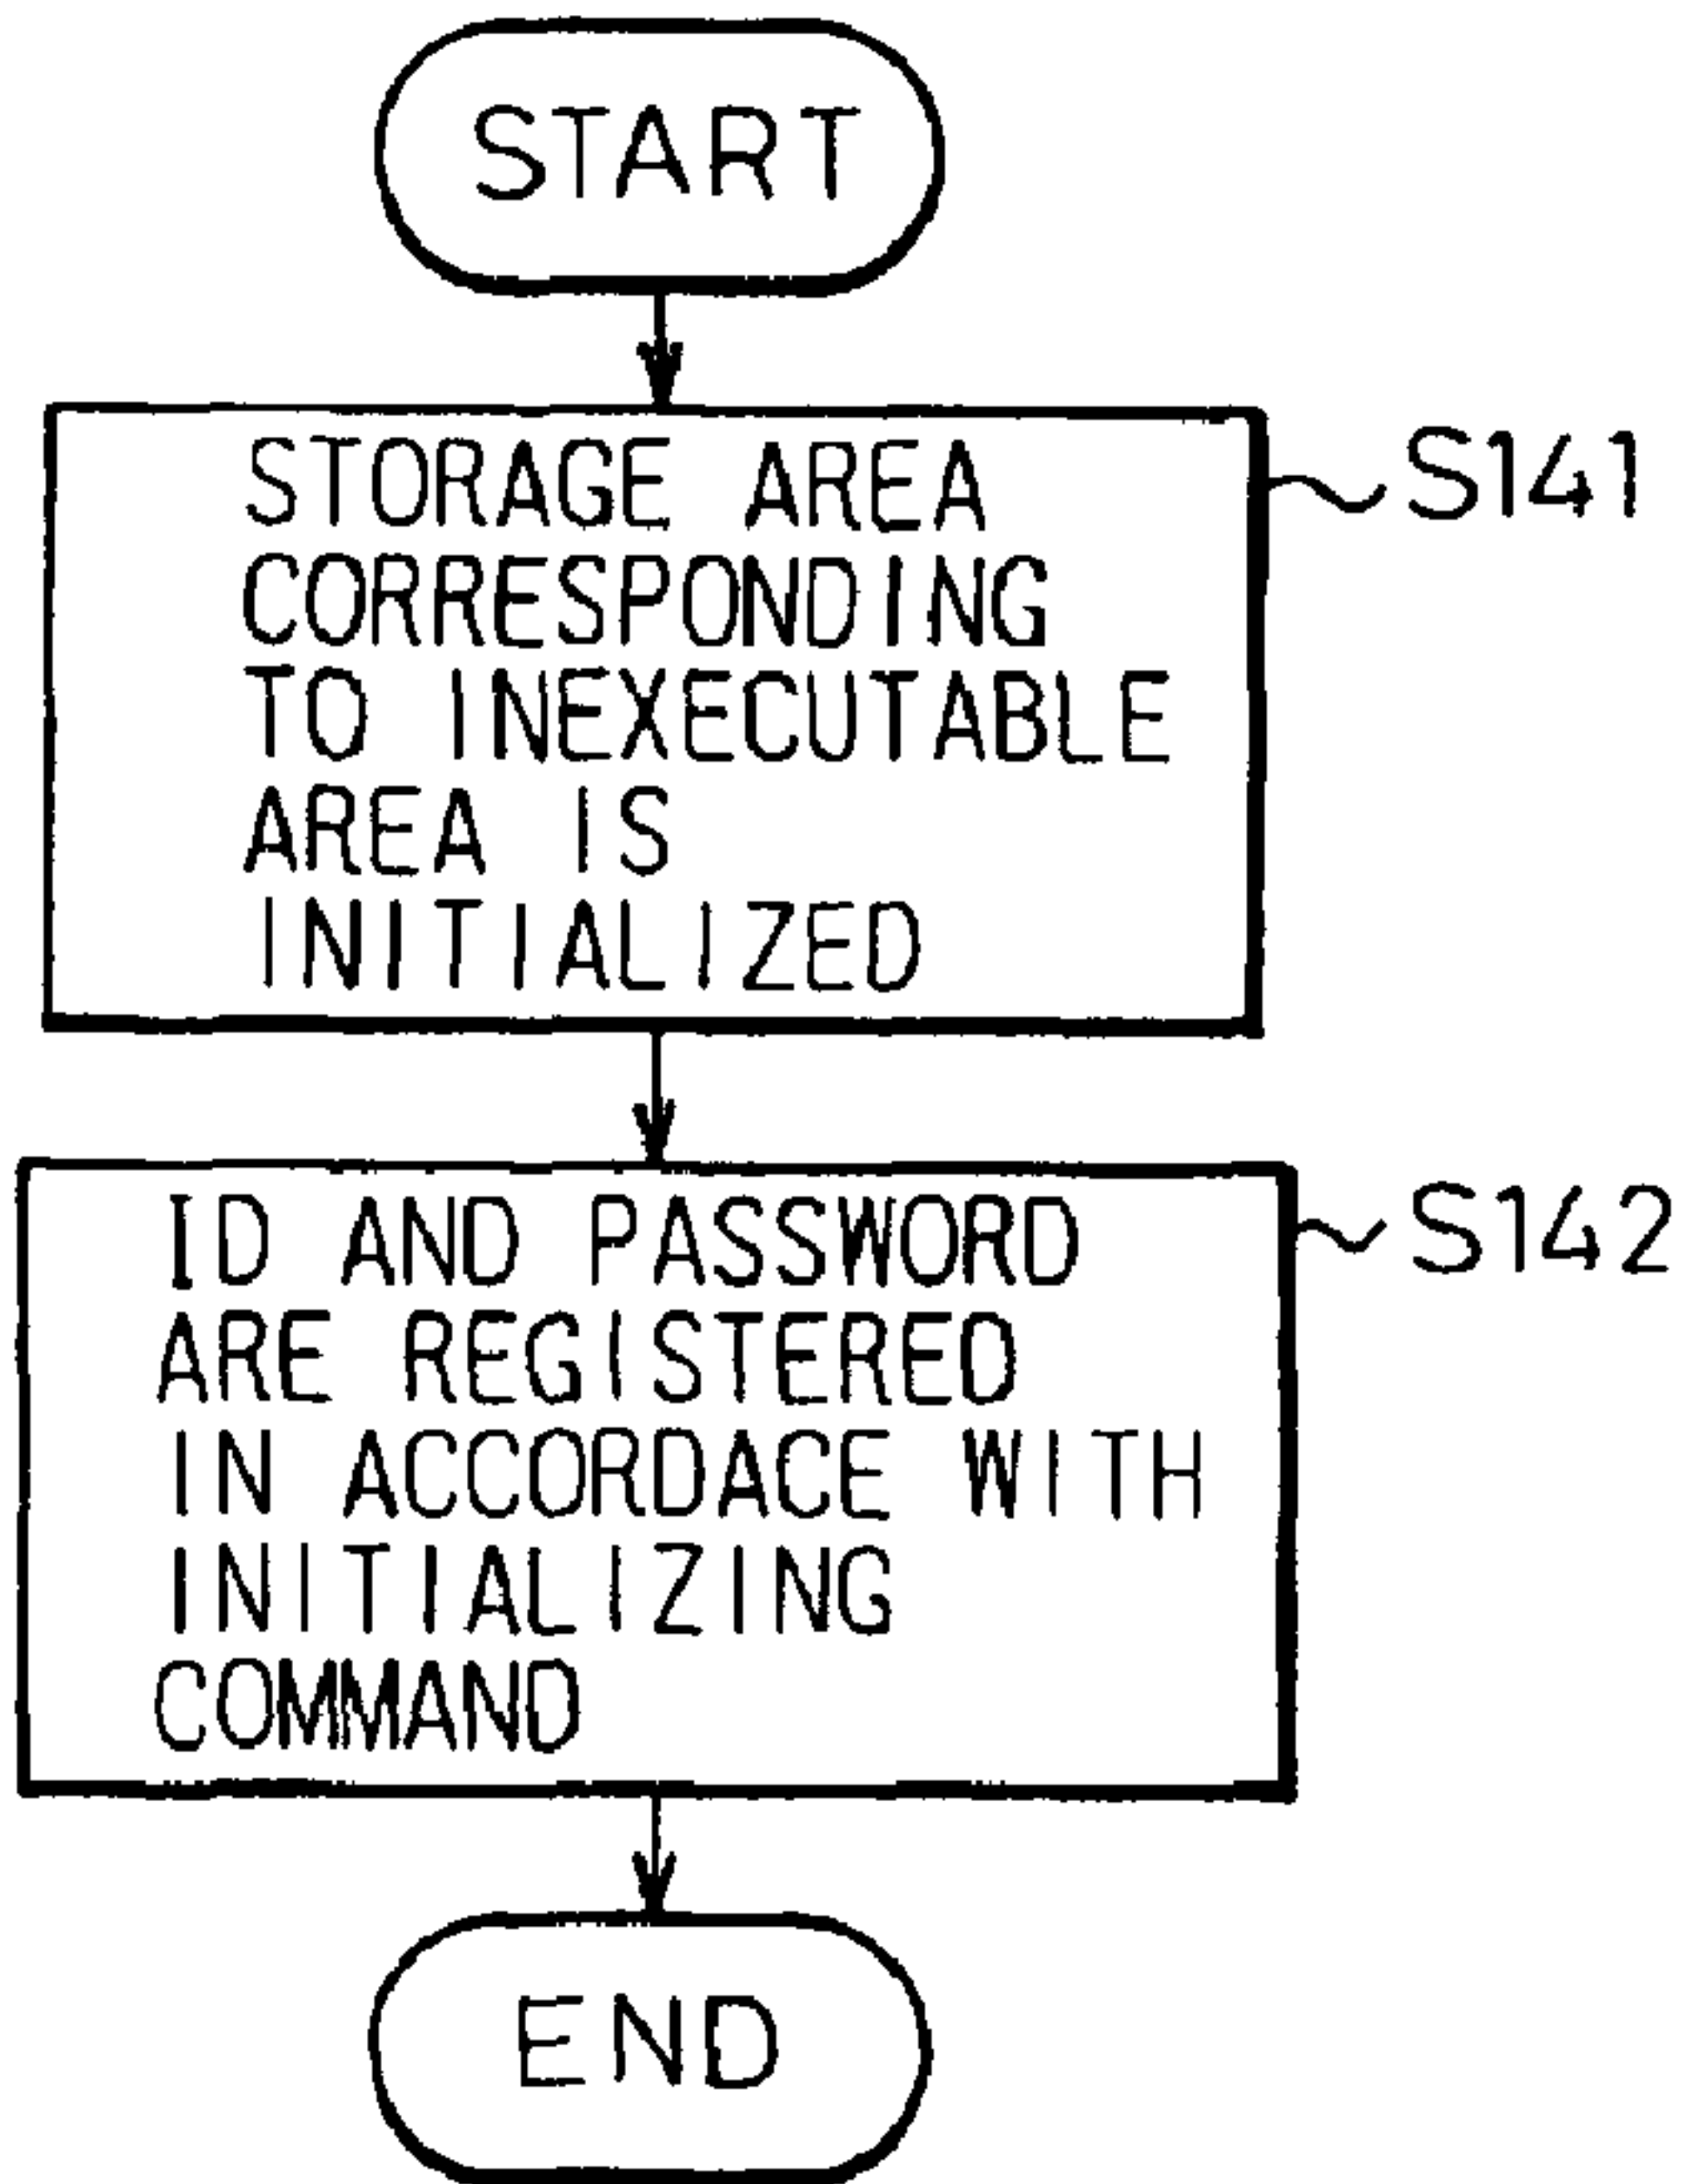 START
STORAGE AREA
CORRESPONDING
TO INEXECUTABLE
AREA IS
INITIALIZED
S141
ID AND PASSWORD
ARE REGISTERED
IN ACCORDACE WITH
INITIALIZING
COMMAND
S142
END